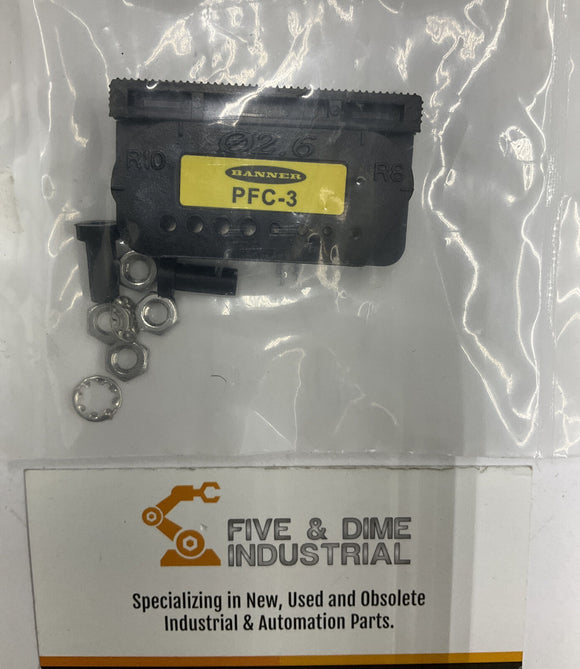 Ø2.6
R10
R6
BANNER
PFC-3
FIVE & DIME
INDUSTRIAL
Specializing in New, Used and Obsolete
Industrial & Automation Parts.